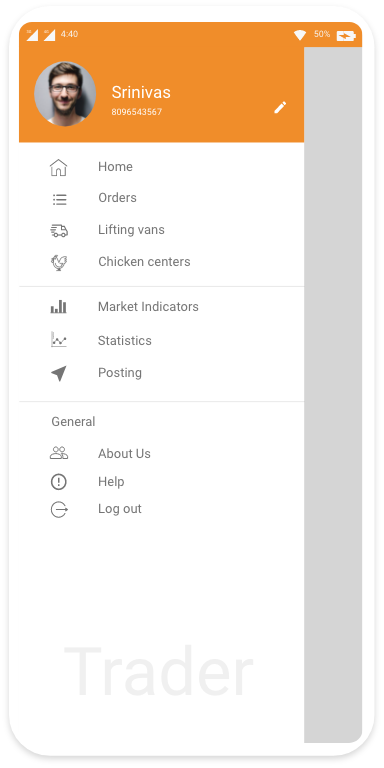 4:40 50%
Srinivas
8096543567
Home
Orders
Lifting vans
Chicken centers
Market Indicators
Statistics
Posting
General
About Us
Help
Log out
Trader